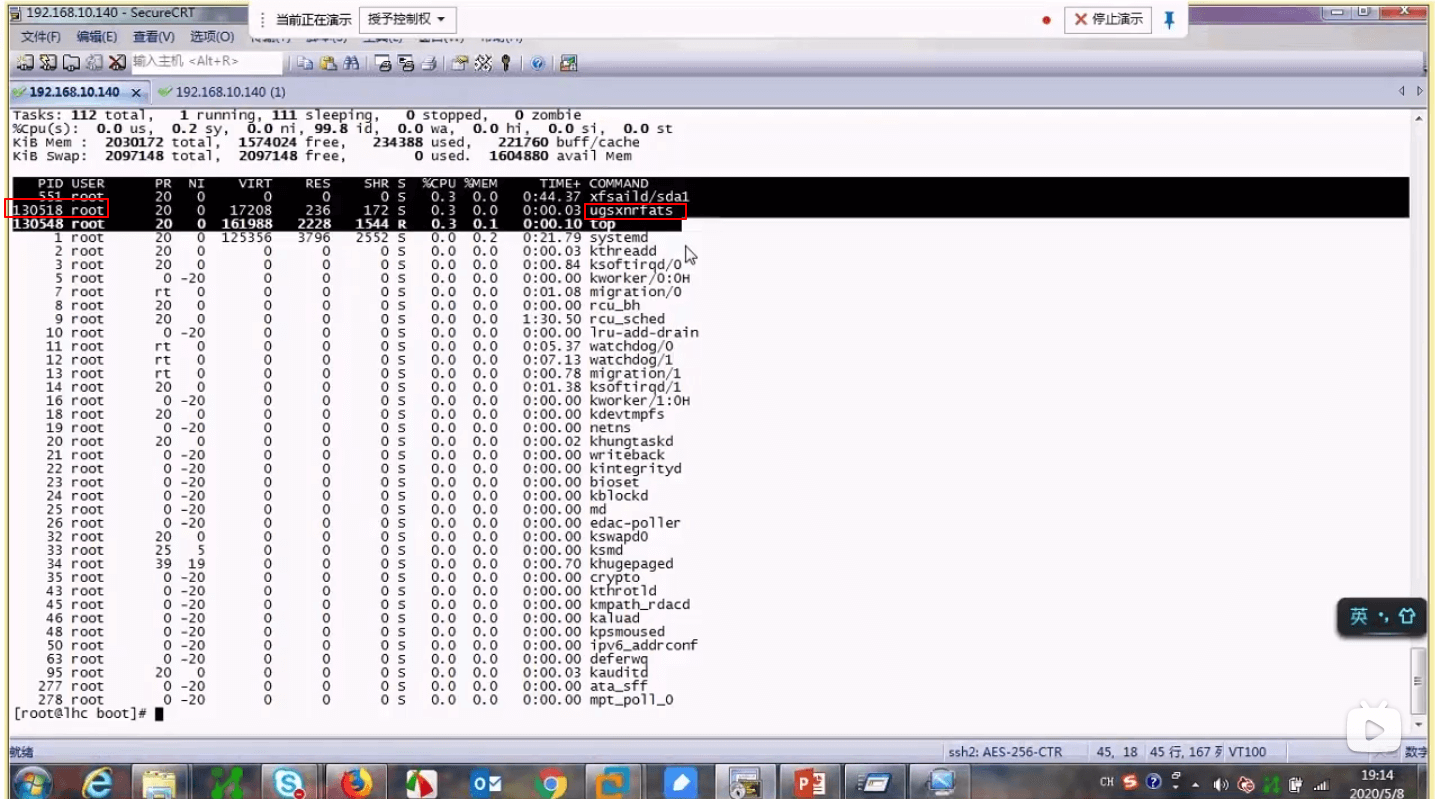 192.168.10.140 - SecureCRT
当前正在演示 授予控制权 停止演示
文件(F) 编辑(E) 查看(V) 选项(O)
输入主机 <Alt+R>
192.168.10.140 192.168.10.140 (1)
Tasks: 112 total, 1 running, 111 sleeping, 0 stopped, 0 zombie
%Cpu(s): 0.0 us, 0.2 sy, 0.0 ni, 99.8 id, 0.0 wa, 0.0 hi, 0.0 si, 0.0 st
KiB Mem : 2030172 total, 1574024 free, 234388 used, 221760 buff/cache
KiB Swap: 2097148 total, 2097148 free, 0 used. 1604880 avail Mem
PID USER PR NI VIRT RES SHR S %CPU %MEM TIME+ COMMAND
551 root 20 0 0 0 0 S 0.3 0.0 0:44.37 xfsaild/sda1
130518 root 20 0 17208 236 172 S 0.3 0.0 0:00.03 ugsxnrfats
130548 root 20 0 161988 2228 1544 R 0.3 0.1 0:00.10 top
1 root 20 0 125356 3796 2552 S 0.0 0.2 0:21.79 systemd
2 root 20 0 0 0 0 S 0.0 0.0 0:00.03 kthreadd
3 root 20 0 0 0 0 S 0.0 0.0 0:00.84 ksoftirqd/0
5 root 0 -20 0 0 0 S 0.0 0.0 0:00.00 kworker/0:0H
7 root rt 0 0 0 0 S 0.0 0.0 0:01.08 migration/0
8 root 20 0 0 0 0 S 0.0 0.0 0:00.00 rcu_bh
9 root 20 0 0 0 0 S 0.0 0.0 1:30.50 rcu_sched
10 root 0 -20 0 0 0 S 0.0 0.0 0:00.00 lru-add-drain
11 root rt 0 0 0 0 S 0.0 0.0 0:05.37 watchdog/0
12 root rt 0 0 0 0 S 0.0 0.0 0:07.13 watchdog/1
13 root rt 0 0 0 0 S 0.0 0.0 0:00.78 migration/1
14 root 20 0 0 0 0 S 0.0 0.0 0:01.38 ksoftirqd/1
16 root 0 -20 0 0 0 S 0.0 0.0 0:00.00 kworker/1:0H
18 root 20 0 0 0 0 S 0.0 0.0 0:00.00 kdevtmpfs
19 root 0 -20 0 0 0 S 0.0 0.0 0:00.00 netns
20 root 20 0 0 0 0 S 0.0 0.0 0:00.02 khungtaskd
21 root 0 -20 0 0 0 S 0.0 0.0 0:00.00 writeback
22 root 0 -20 0 0 0 S 0.0 0.0 0:00.00 kintegrityd
23 root 0 -20 0 0 0 S 0.0 0.0 0:00.00 bioset
24 root 0 -20 0 0 0 S 0.0 0.0 0:00.00 kblockd
25 root 0 -20 0 0 0 S 0.0 0.0 0:00.00 md
26 root 0 -20 0 0 0 S 0.0 0.0 0:00.00 edac-poller
32 root 20 0 0 0 0 S 0.0 0.0 0:00.00 kswapd0
33 root 25 5 0 0 0 S 0.0 0.0 0:00.00 ksmd
34 root 39 19 0 0 0 S 0.0 0.0 0:00.70 khugepaged
35 root 0 -20 0 0 0 S 0.0 0.0 0:00.00 crypto
43 root 0 -20 0 0 0 S 0.0 0.0 0:00.00 kthrotld
45 root 0 -20 0 0 0 S 0.0 0.0 0:00.00 kmpath_rdacd
46 root 0 -20 0 0 0 S 0.0 0.0 0:00.00 kaluad
48 root 0 -20 0 0 0 S 0.0 0.0 0:00.00 kpsmoused
50 root 0 -20 0 0 0 S 0.0 0.0 0:00.00 ipv6_addrconf
63 root 0 -20 0 0 0 S 0.0 0.0 0:00.00 deferwq
95 root 20 0 0 0 0 S 0.0 0.0 0:00.03 kauditd
277 root 0 -20 0 0 0 S 0.0 0.0 0:00.00 ata_sff
278 root 0 -20 0 0 0 S 0.0 0.0 0:00.00 mpt_poll_0
[root@lhc boot]#
英
就绪 ssh2: AES-256-CTR 45, 18 45 行, 167 列 VT100 数字
CH 19:14
2020/5/8